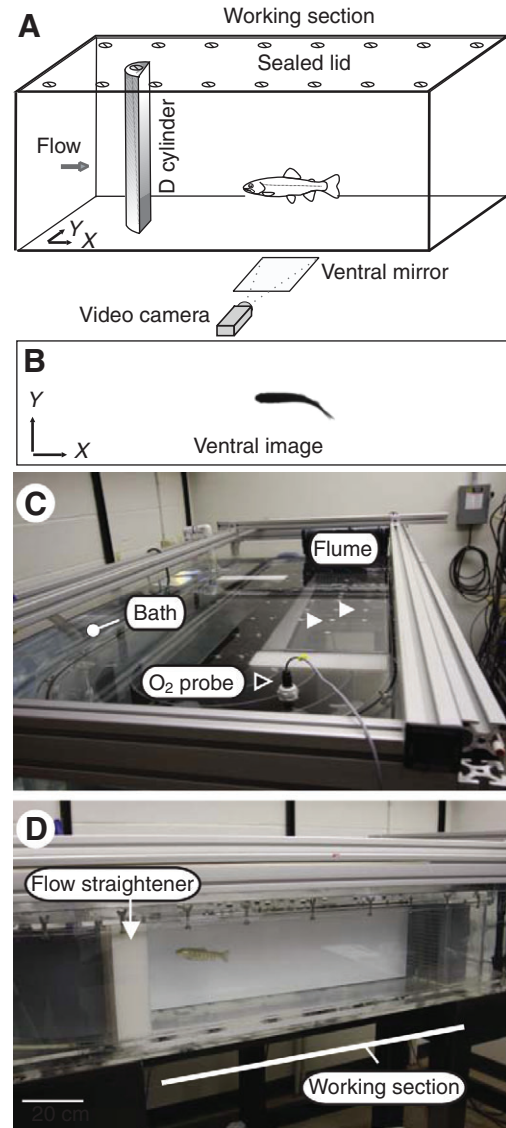 A
Working section
Sealed lid
Flow
D cylinder
Y
X
Ventral mirror
Video camera
B
Y
X
Ventral image
C
Flume
Bath
O₂ probe
D
Flow straightener
Working section
20 cm